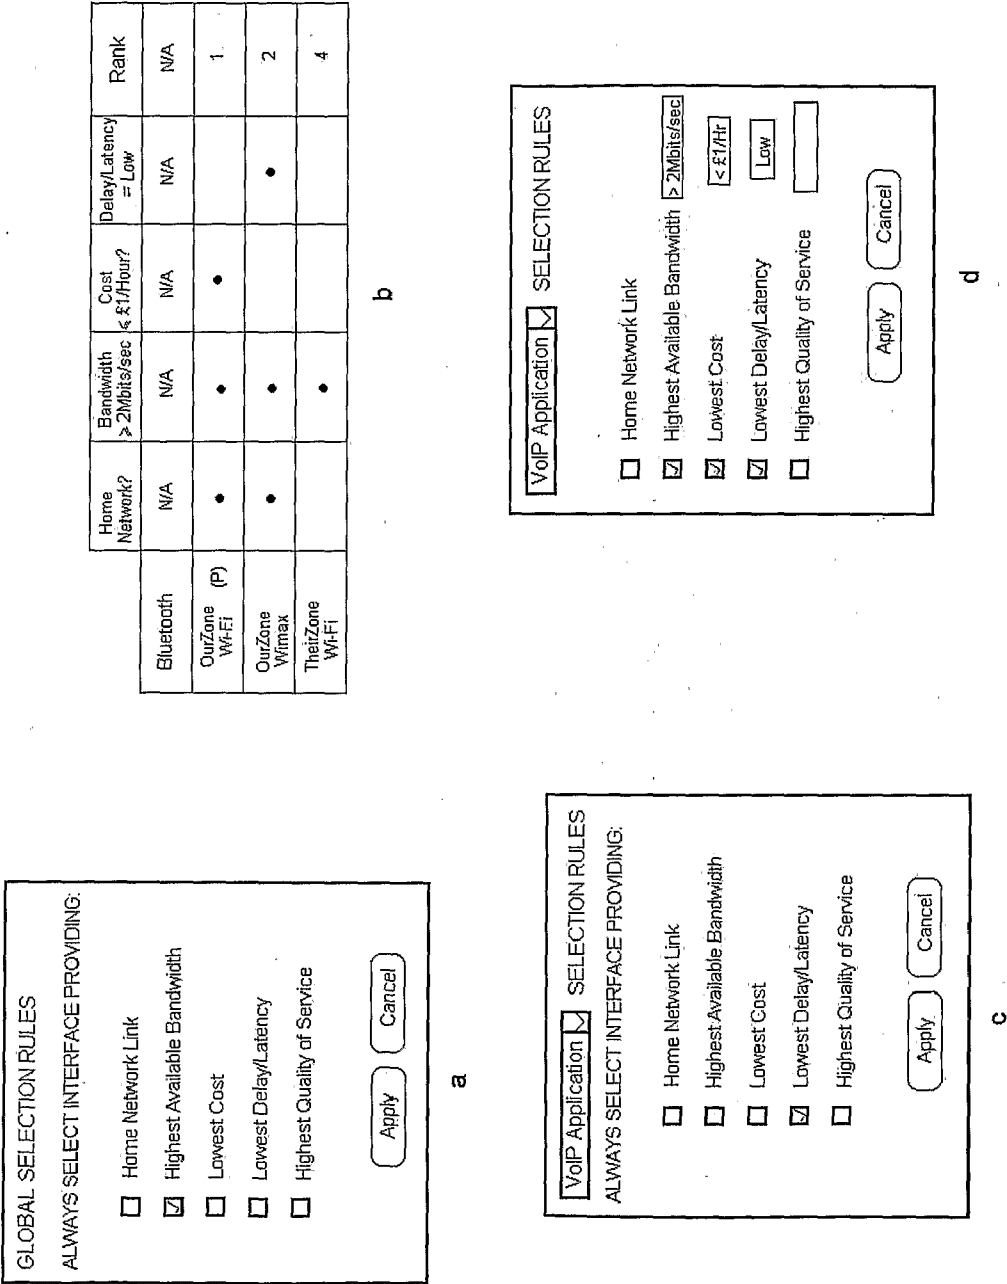 GLOBAL SELECTION RULES
ALWAYS SELECT INTERFACE PROVIDING:
Home Network Link
Highest Available Bandwidth
Lowest Cost
Lowest Delay/Latency
Highest Quality of Service
Apply Cancel
a
Home Network? Bandwidth ⩾ 2Mbits/sec Cost ⩽ £1/Hour? Delay/Latency = Low Rank
Bluetooth N/A N/A N/A N/A N/A
OurZone Wi-Fi (P) • • • 1
OurZone Wimax • • • 2
TheirZone Wi-Fi • 4
b
VoIP Application SELECTION RULES
ALWAYS SELECT INTERFACE PROVIDING:
Home Network Link
Highest Available Bandwidth
Lowest Cost
Lowest Delay/Latency
Highest Quality of Service
Apply Cancel
c
VoIP Application SELECTION RULES
Home Network Link
Highest Available Bandwidth > 2Mbits/sec
Lowest Cost < £1/Hr
Lowest Delay/Latency Low
Highest Quality of Service
Apply Cancel
d